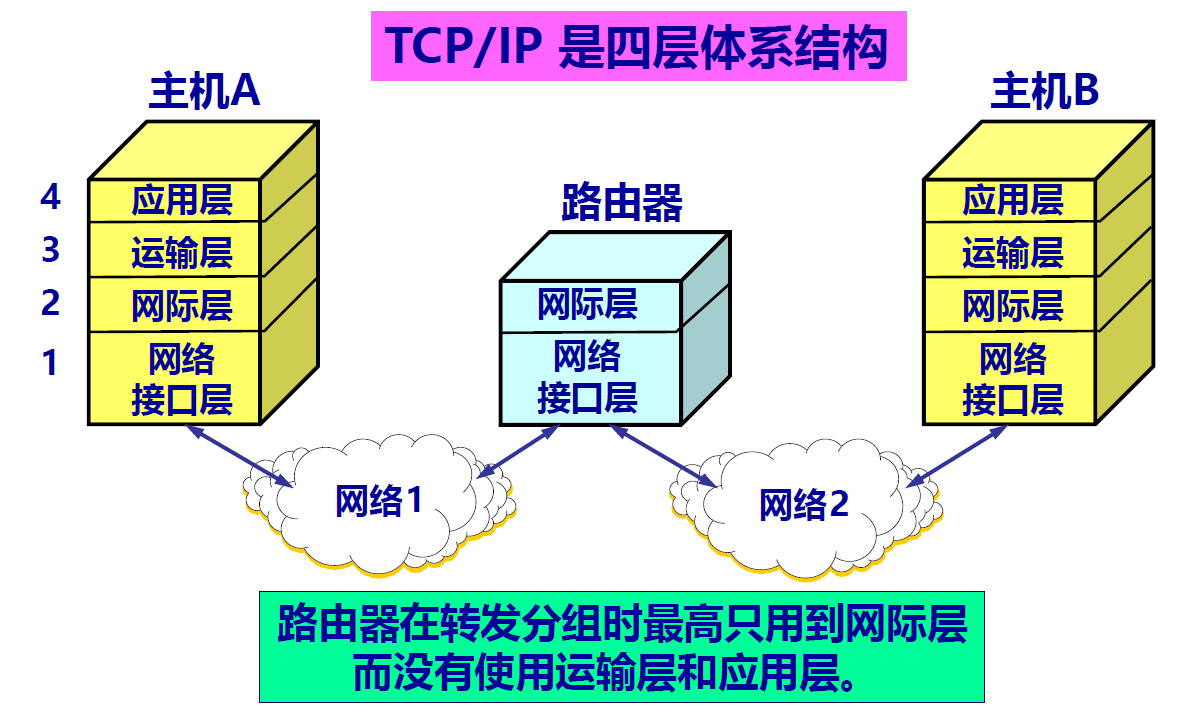 TCP/IP 是四层体系结构
主机A
主机B
路由器
4
应用层
3
运输层
2
网际层
1
网络
接口层
网际层
网络
接口层
应用层
运输层
网际层
网络
接口层
网络1
网络2
路由器在转发分组时最高只用到网际层
而没有使用运输层和应用层。